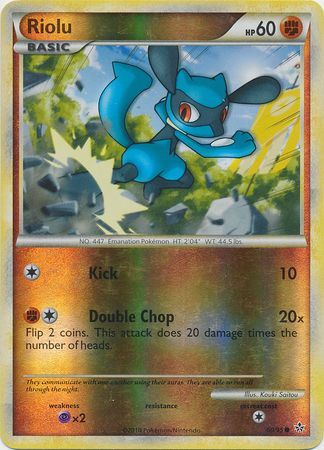 Riolu
HP 60
BASIC
NO. 447 Emanation Pokémon. HT: 2'04" WT: 44.5 lbs.
Kick 10
Double Chop 20x
Flip 2 coins. This attack does 20 damage times the
number of heads.
They communicate with one another using their auras. They are able to run all
through the night.
Illus. Kouki Saitou
weakness resistance retreat cost
×2
©2010 Pokémon/Nintendo
60/95